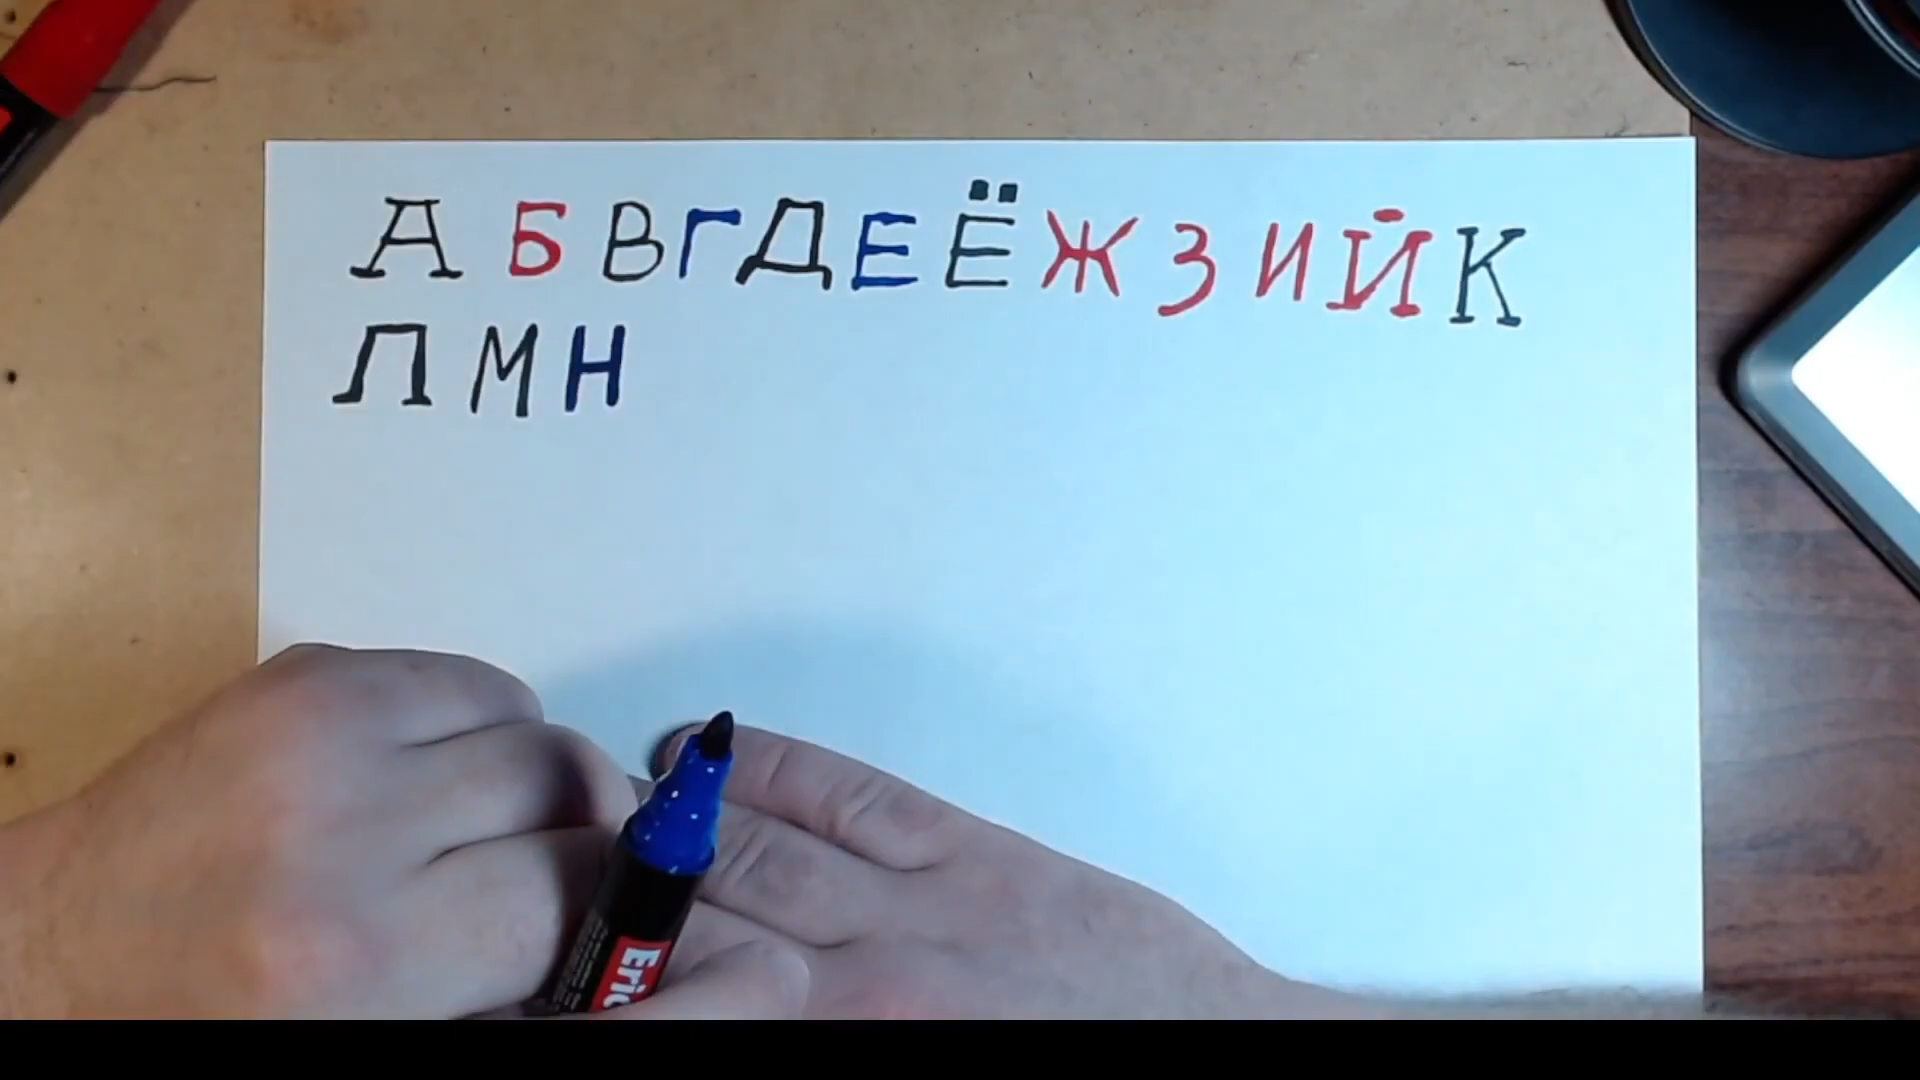 А Б В Г Д Е Ё Ж З И Й К
Л М Н